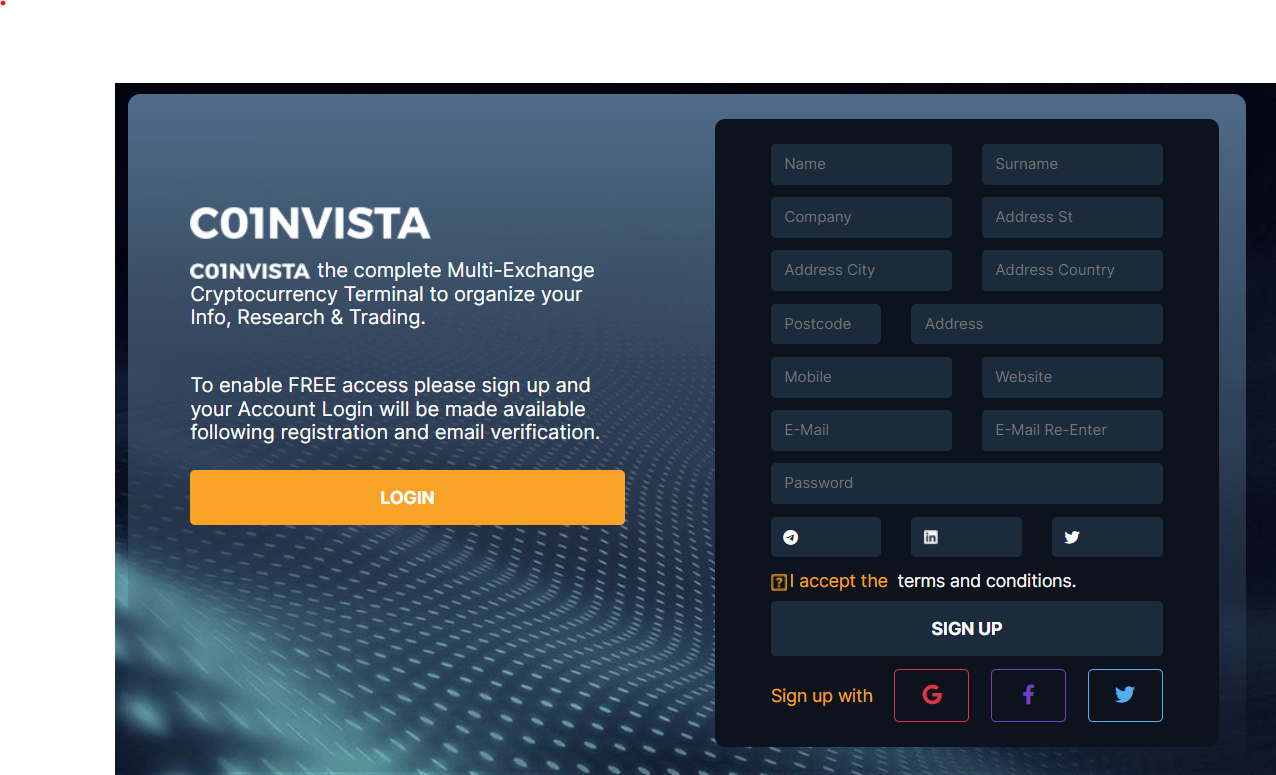 C01NVISTA
C01NVISTA the complete Multi-Exchange
Cryptocurrency Terminal to organize your
Info, Research & Trading.
To enable FREE access please sign up and
your Account Login will be made available
following registration and email verification.
LOGIN
Name Surname
Company Address St
Address City Address Country
Postcode Address
Mobile Website
E-Mail E-Mail Re-Enter
Password
in
? I accept the terms and conditions.
SIGN UP
Sign up with G f